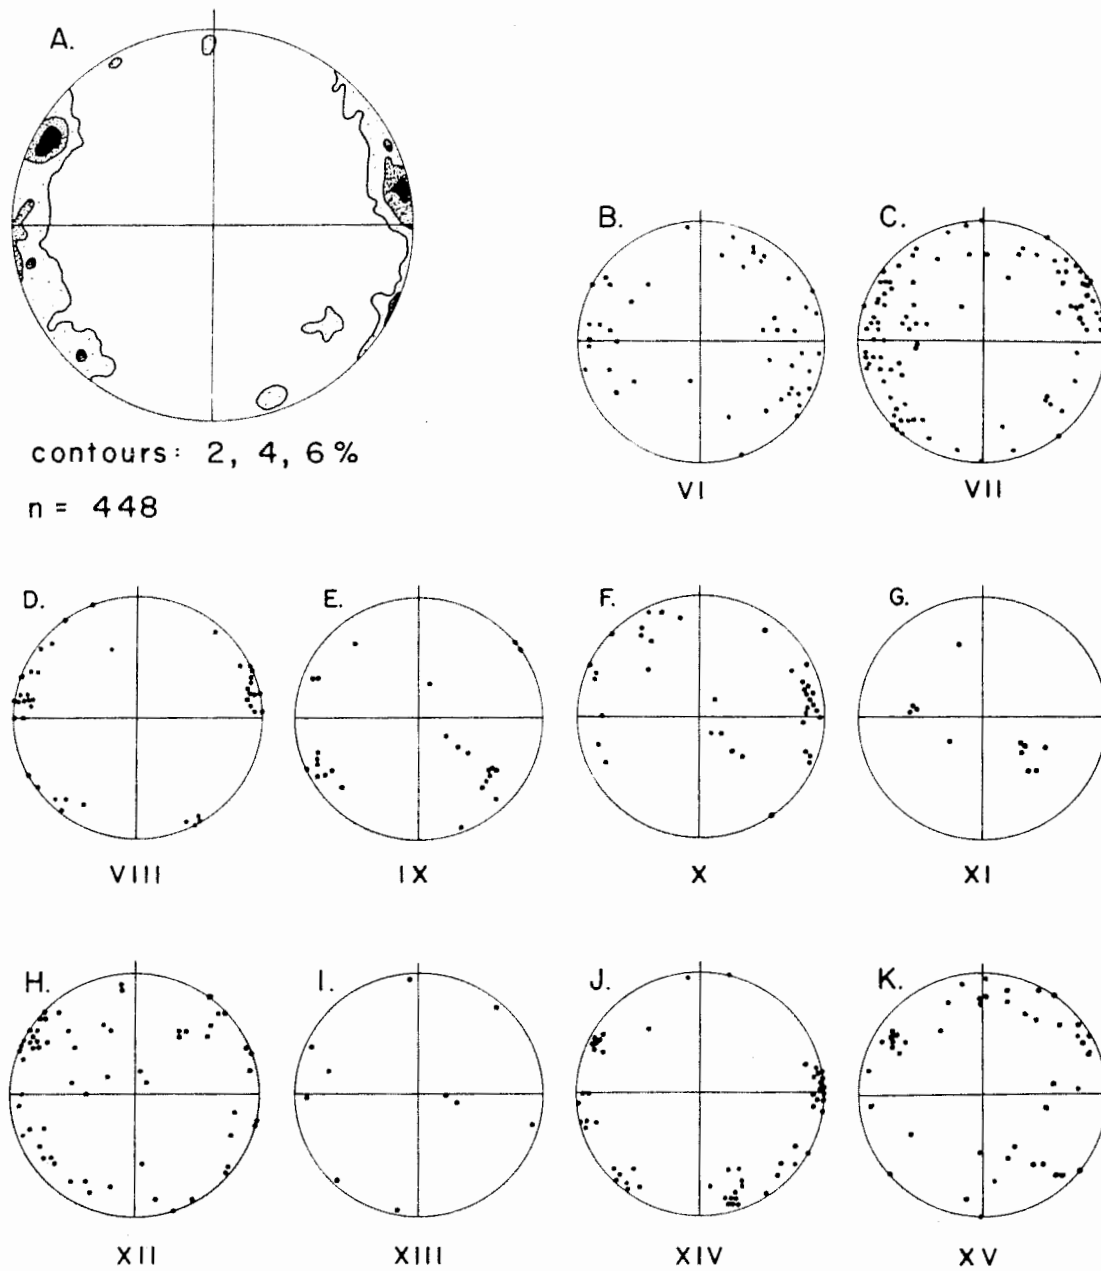 A.
contours: 2, 4, 6%
n = 448
B. C.
VI VII
D. E. F. G.
VIII IX X XI
H. I. J. K.
XII XIII XIV XV